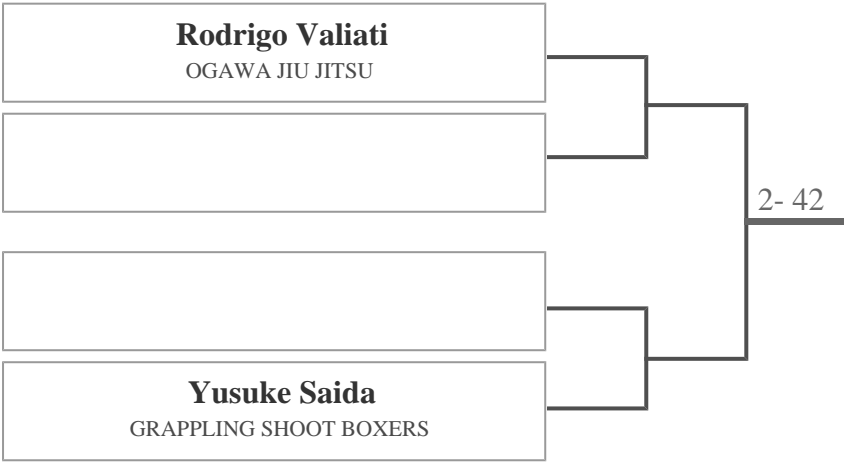 Rodrigo Valiati
OGAWA JIU JITSU
2- 42
Yusuke Saida
GRAPPLING SHOOT BOXERS